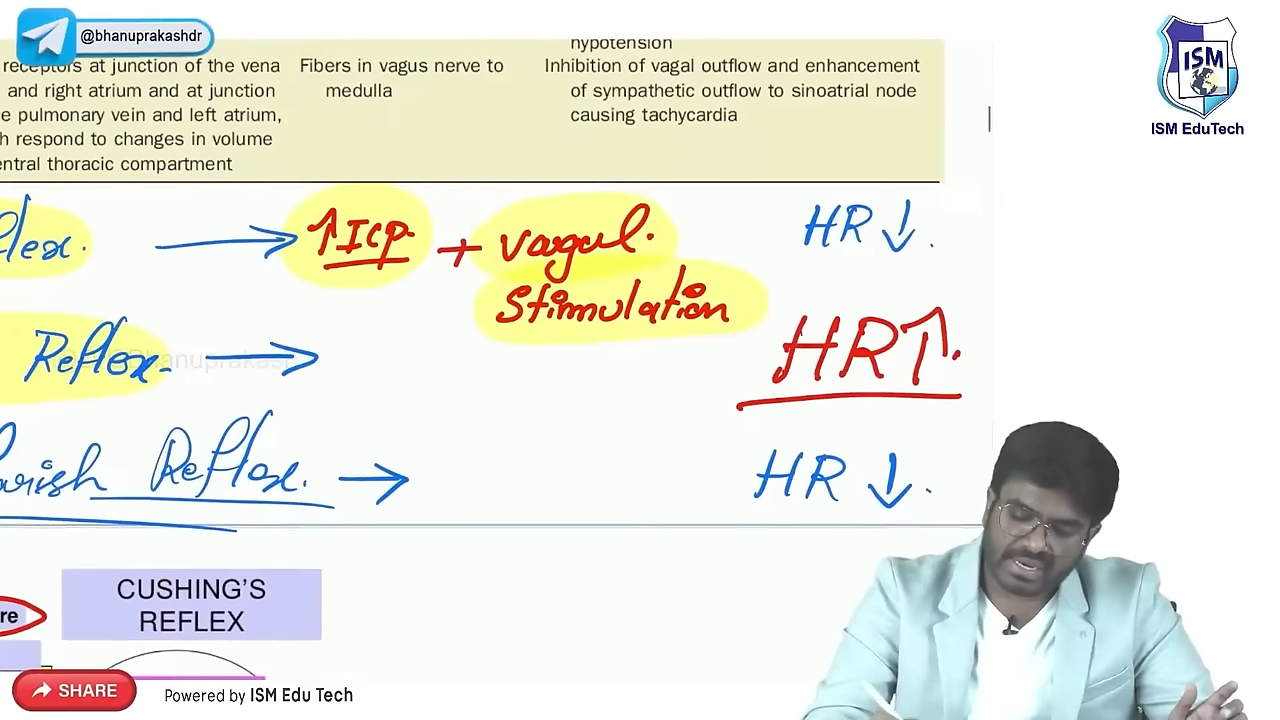 @bhanuprakashdr
hypotension
receptors at junction of the vena
and right atrium and at junction
e pulmonary vein and left atrium,
h respond to changes in volume
entral thoracic compartment
Fibers in vagus nerve to
medulla
Inhibition of vagal outflow and enhancement
of sympathetic outflow to sinoatrial node
causing tachycardia
ISM
ISM EduTech
flex. → ↑ICP + vagal. HR↓.
Stimulation
Reflex. → HR↑.
@Bhanuprakash
arish Reflex. → HR↓.
re
CUSHING'S
REFLEX
SHARE
Powered by ISM Edu Tech